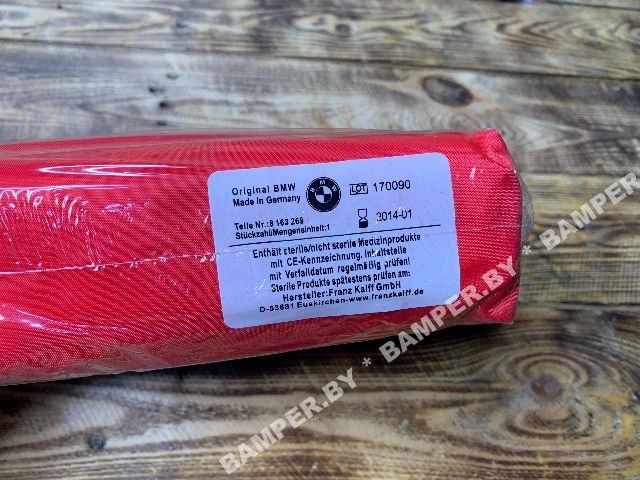 Original BMW
Made in Germany
BMW
LOT 170090
Teile Nr.:8 163 269
Stückzahl/Mengeneinheit:1
2014-01
Enthält sterile/nicht sterile Medizinprodukte
mit CE-Kennzeichnung. Inhaltsteile
mit Verfalldatum regelmäßig prüfen!
Sterile Produkte spätestens prüfen am:
Hersteller:Franz Kalff GmbH
D-53881 Euskirchen-www.franzkalff.com
BAMPER.BY * BAMPER.BY * BAMPER.BY